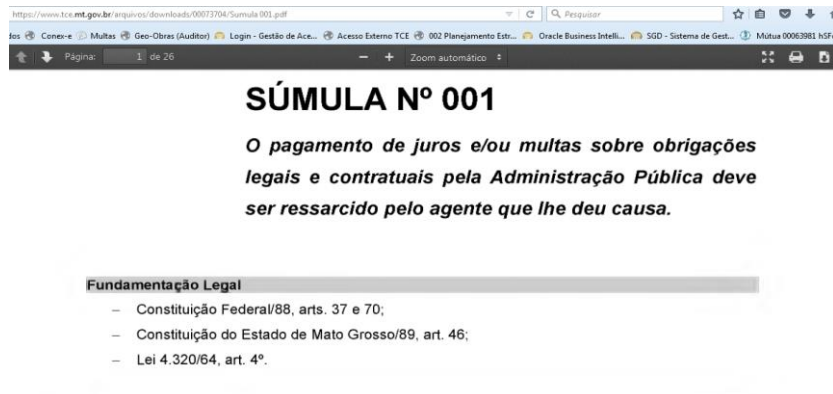 https://www.tce.mt.gov.br/arquivos/downloads/00073704/Sumula 001.pdf Pesquisar
dos Conex-e Multas Geo-Obras (Auditor) Login - Gestão de Ace... Acesso Externo TCE 002 Planejamento Estr... Oracle Business Intelli... SGD - Sistema de Gest... Mútua 00063981 hSF
Página: 1 de 26 − + Zoom automático
SÚMULA Nº 001
O pagamento de juros e/ou multas sobre obrigações
legais e contratuais pela Administração Pública deve
ser ressarcido pelo agente que lhe deu causa.
Fundamentação Legal
– Constituição Federal/88, arts. 37 e 70;
– Constituição do Estado de Mato Grosso/89, art. 46;
– Lei 4.320/64, art. 4º.